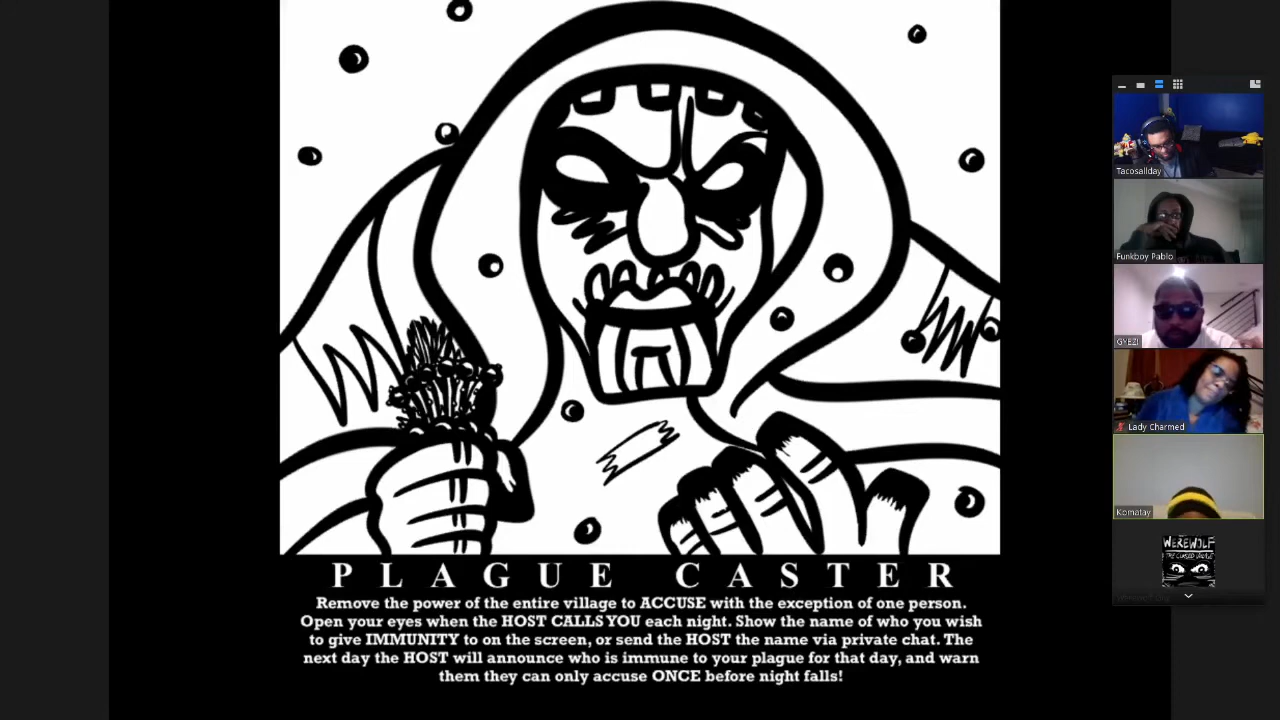 Tacosallday
Funkboy Pablo
GYEZI
Lady Charmed
Komatay
WEREWOLF
THE CURSED VILLAGE
PLAGUE CASTER
Remove the power of the entire village to ACCUSE with the exception of one person.
Open your eyes when the HOST CALLS YOU each night. Show the name of who you wish
to give IMMUNITY to on the screen, or send the HOST the name via private chat. The
next day the HOST will announce who is immune to your plague for that day, and warn
them they can only accuse ONCE before night falls!